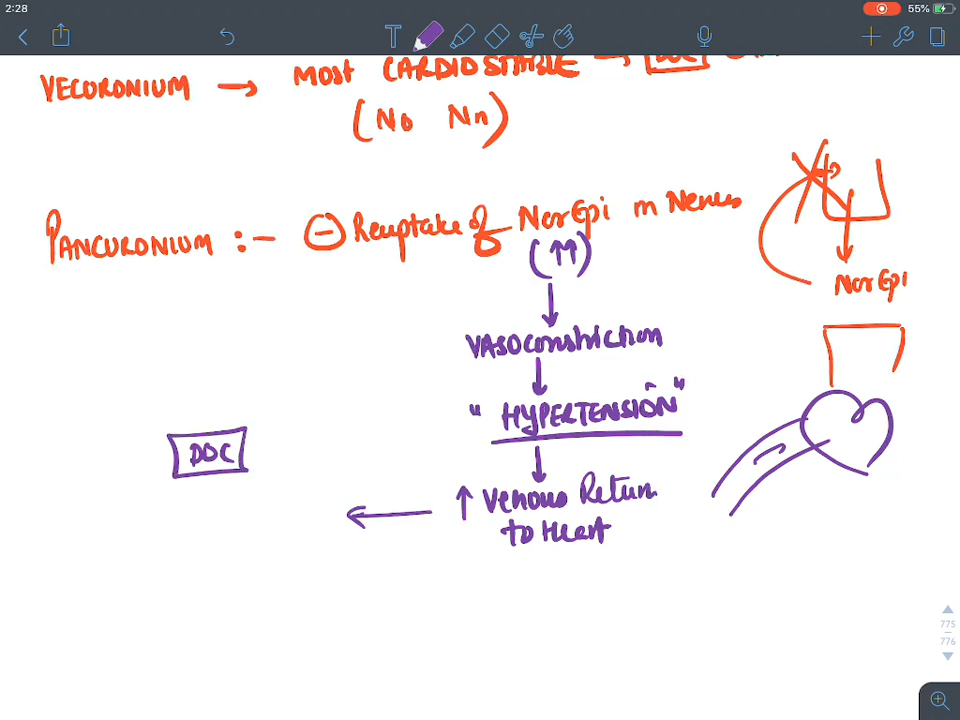 2:28
55%
T
VECURONIUM → MOST CARDIOSTABLE →
(No Nn)
PANCURONIUM :- ⊖ Reuptake of NorEpi in Nerves
(↑↑)
NorEpi
↓
VASOconstriction
↓
" HYPERTENSION "
↓
DOC
↑ Venous Return
to Heart
←
775
776